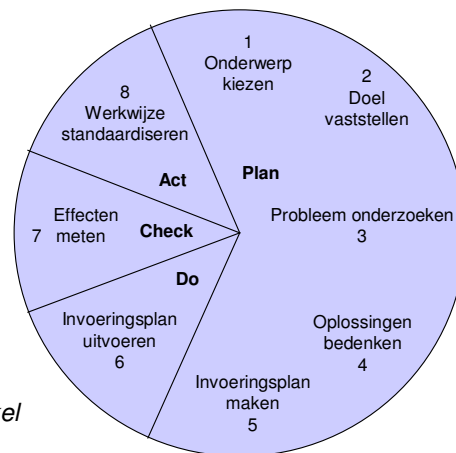 1
Onderwerp
kiezen
2
Doel
vaststellen
Plan
Probleem onderzoeken
3
Oplossingen
bedenken
4
Invoeringsplan
maken
5
Do
Invoeringsplan
uitvoeren
6
Check
Effecten
meten
7
Act
8
Werkwijze
standaardiseren